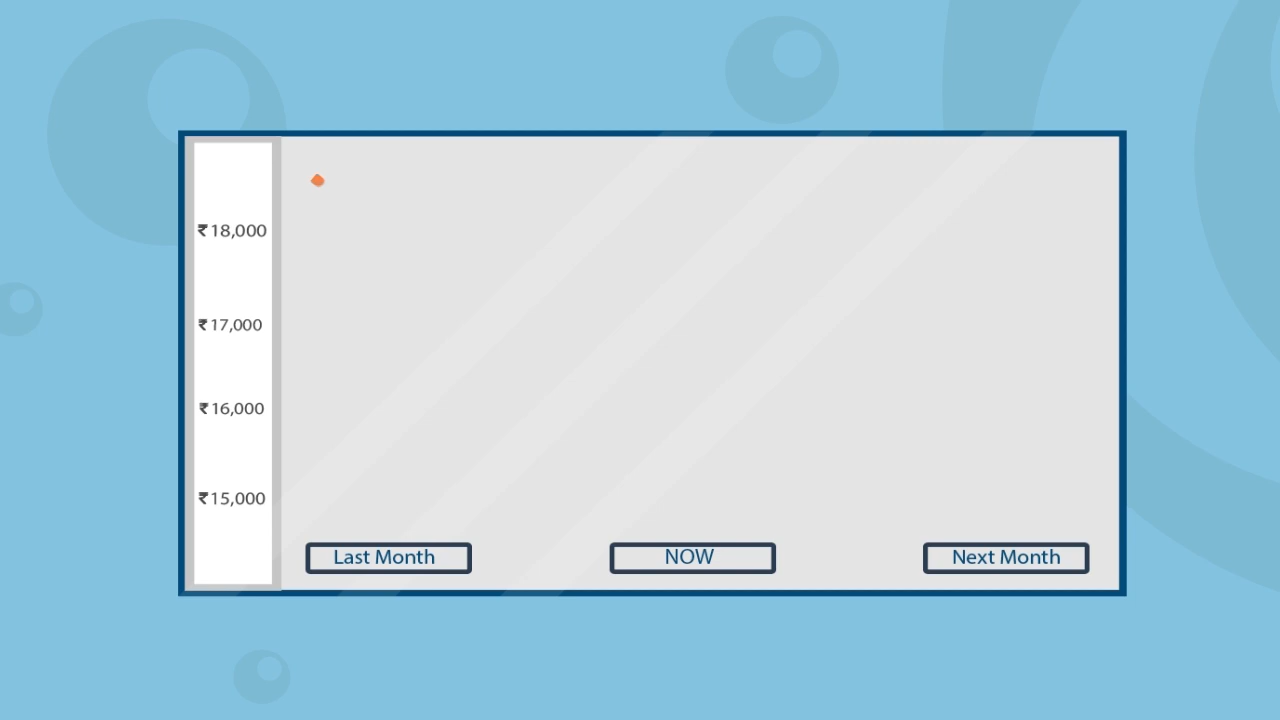 ₹18,000
₹17,000
₹16,000
₹15,000
Last Month
NOW
Next Month